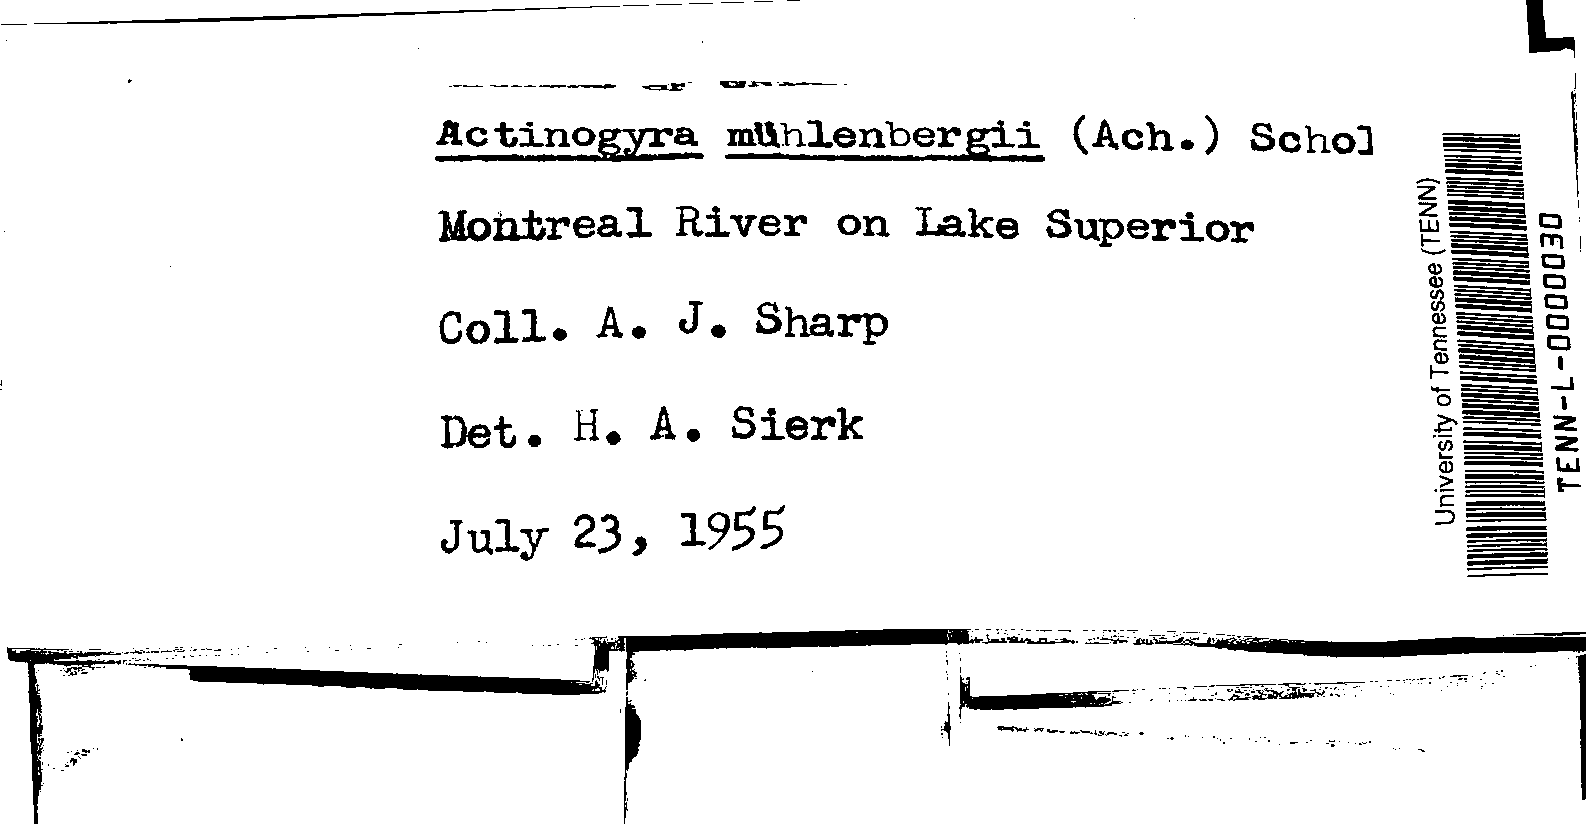 Actinogyra mühlenbergii (Ach.) Schol
Montreal River on Lake Superior
Coll. A. J. Sharp
Det. H. A. Sierk
July 23, 1955
University of Tennessee (TENN)
TENN-L-0000030